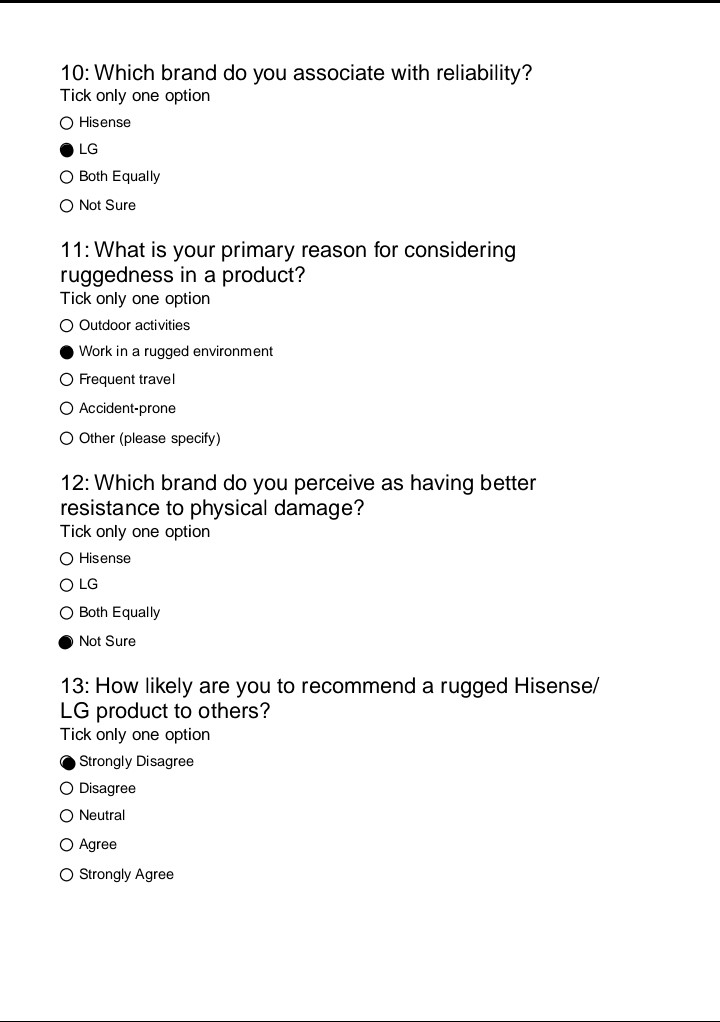 10: Which brand do you associate with reliability?
Tick only one option
Hisense
LG
Both Equally
Not Sure
11: What is your primary reason for considering
ruggedness in a product?
Tick only one option
Outdoor activities
Work in a rugged environment
Frequent travel
Accident-prone
Other (please specify)
12: Which brand do you perceive as having better
resistance to physical damage?
Tick only one option
Hisense
LG
Both Equally
Not Sure
13: How likely are you to recommend a rugged Hisense/
LG product to others?
Tick only one option
Strongly Disagree
Disagree
Neutral
Agree
Strongly Agree